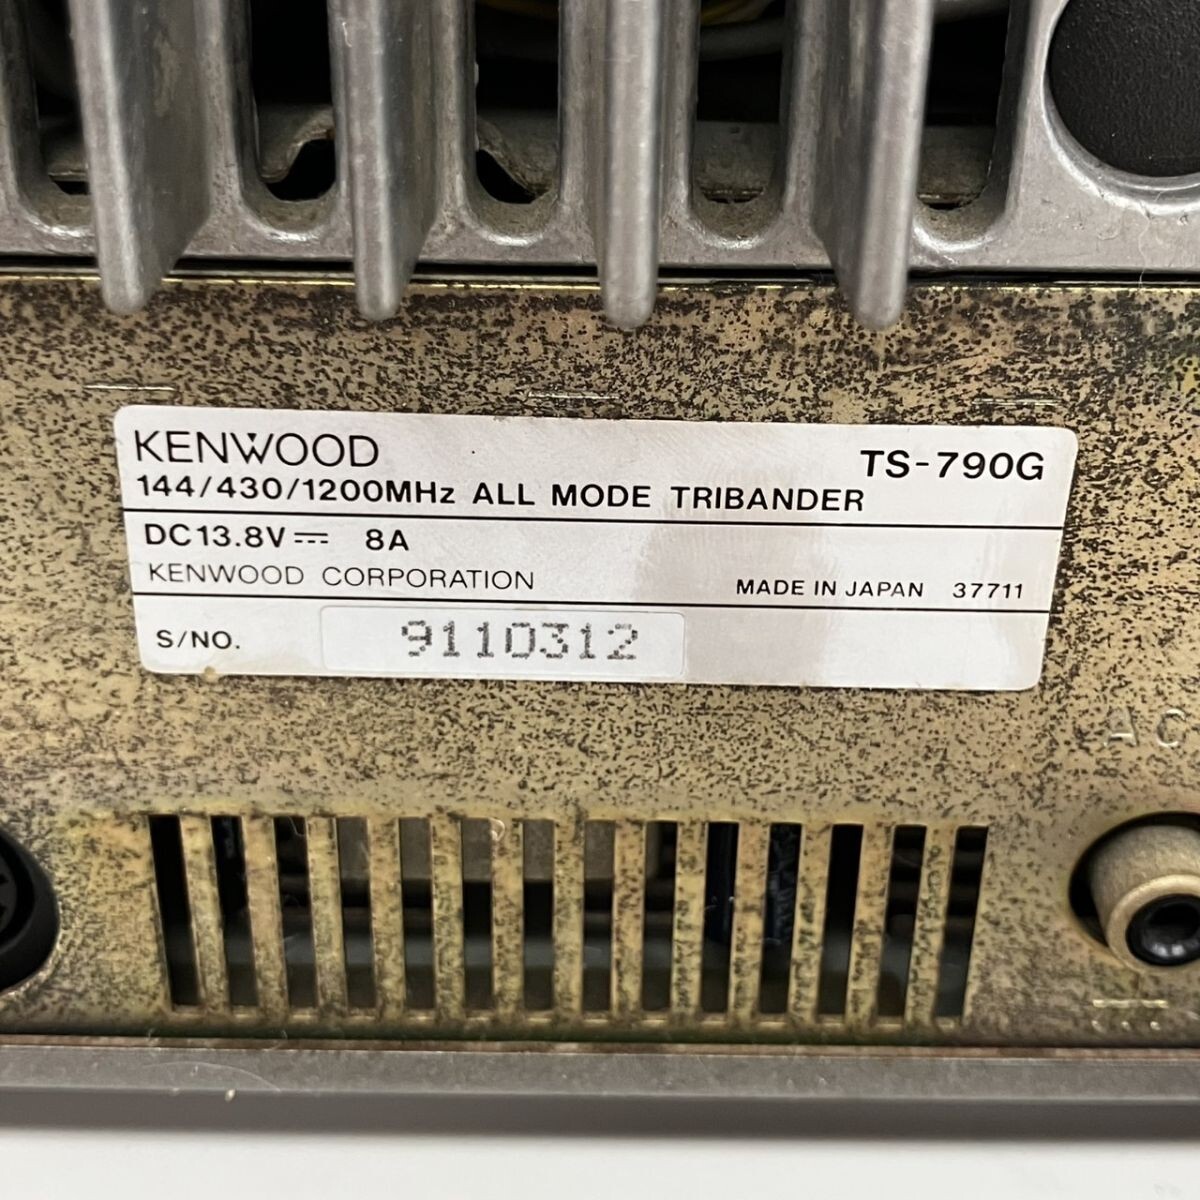 KENWOOD TS-790G
144/430/1200MHz ALL MODE TRIBANDER
DC13.8V ⎓ 8A
KENWOOD CORPORATION MADE IN JAPAN 37711
S/NO. 9110312
AC